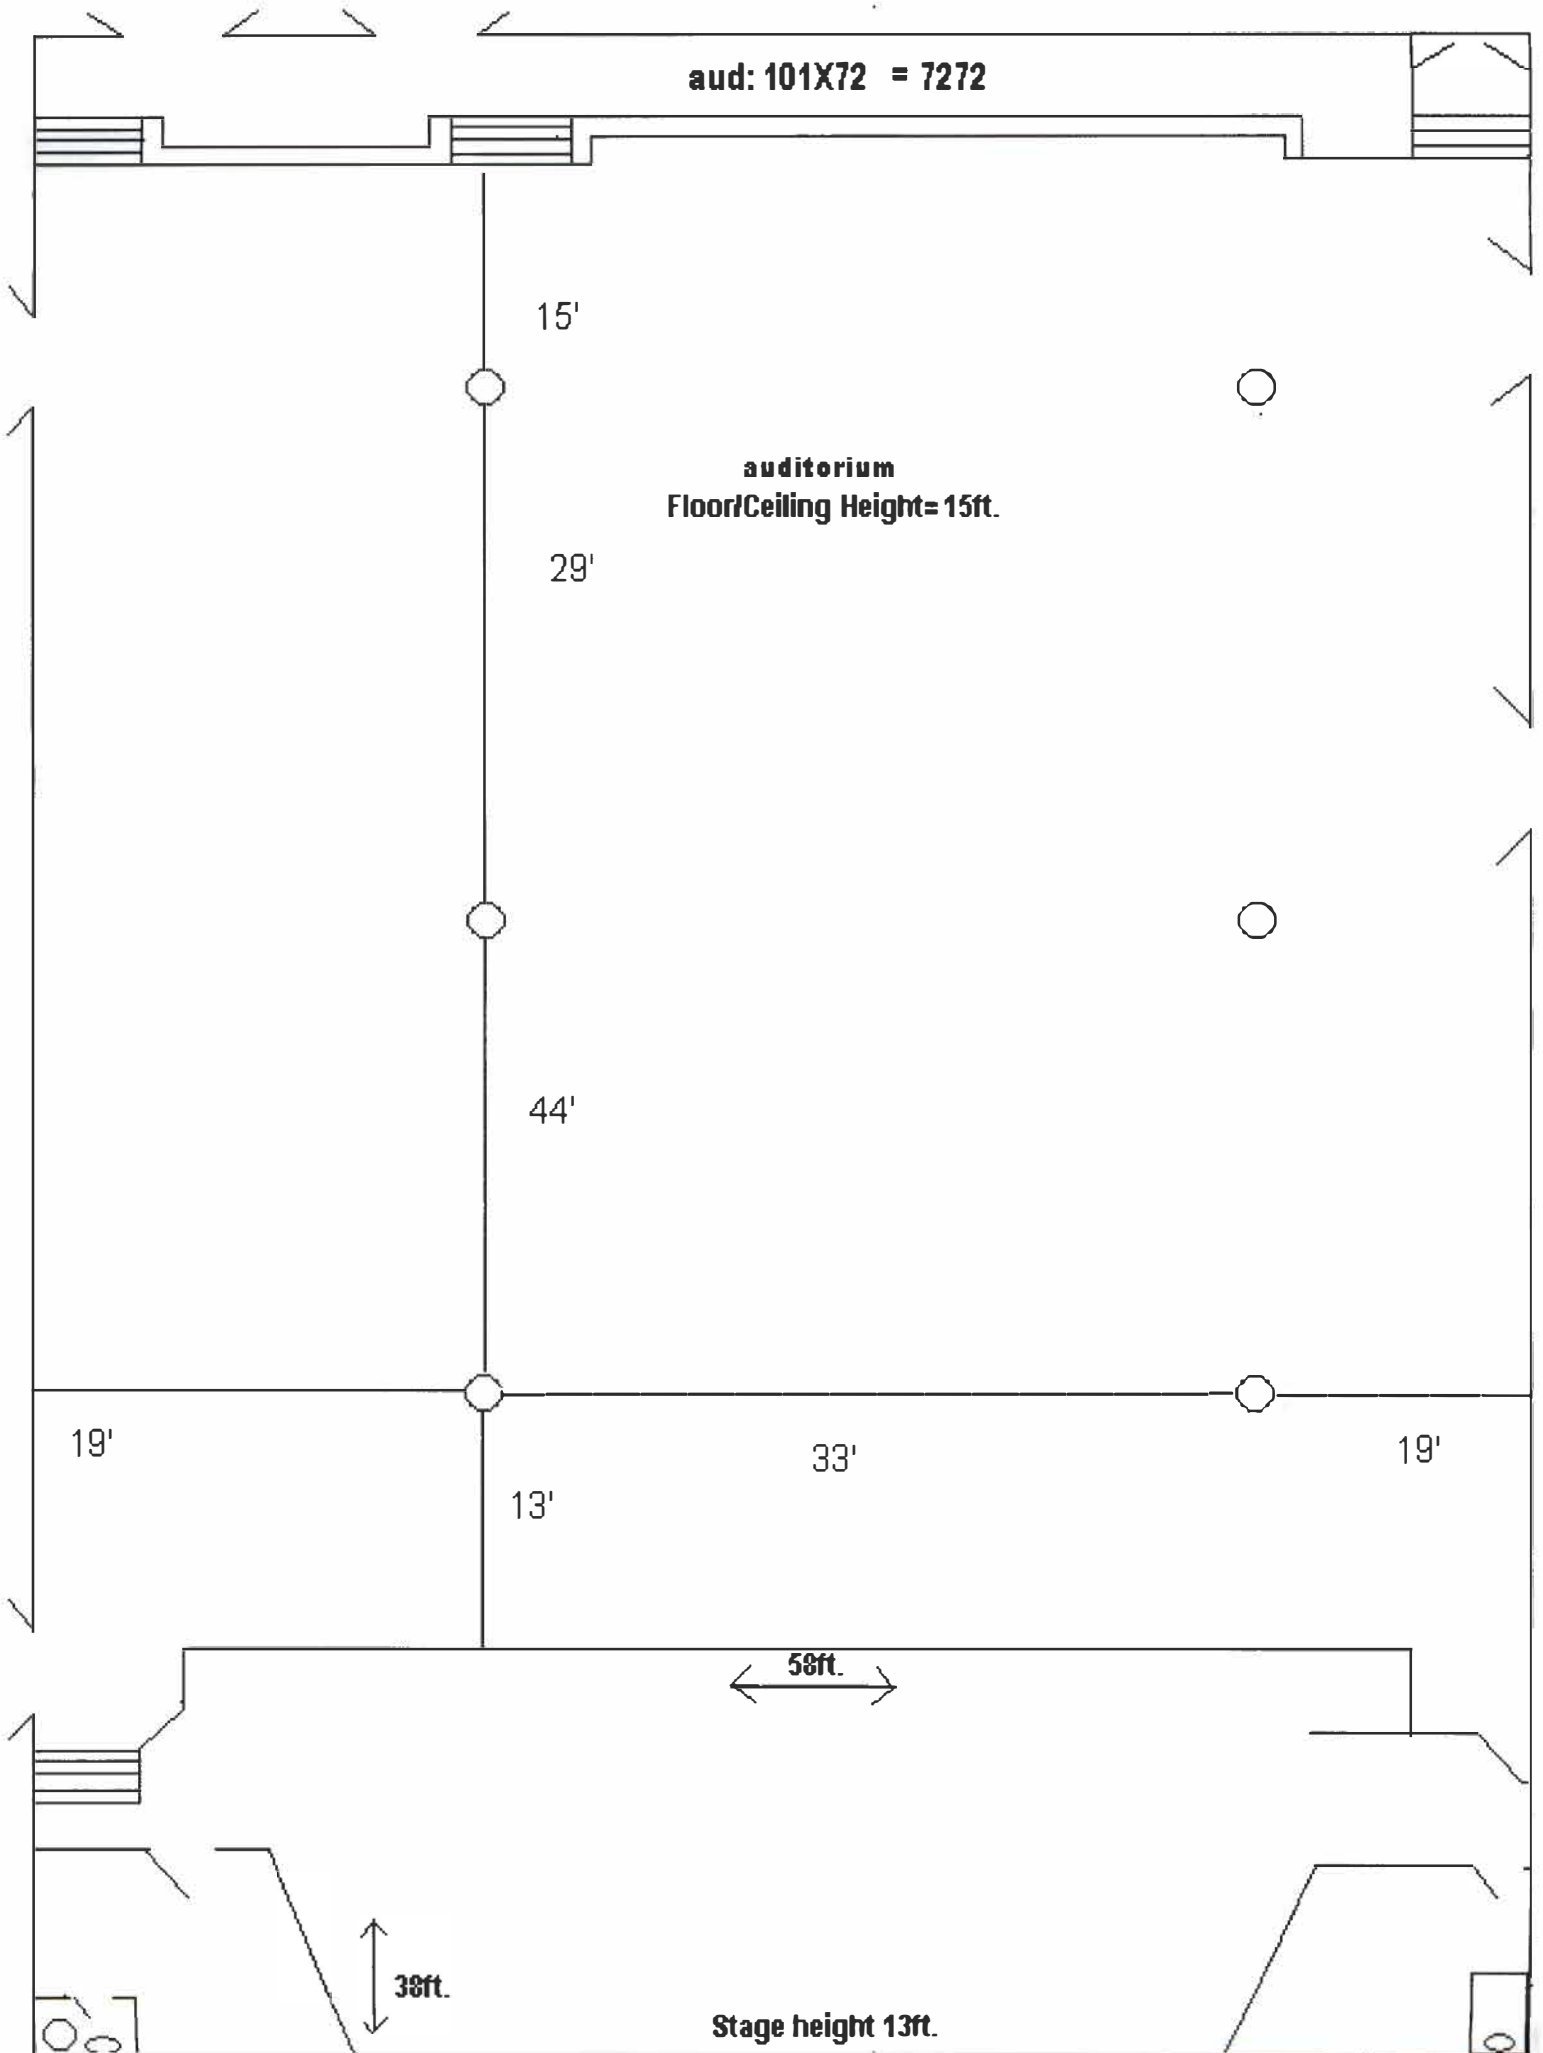 aud: 101X72 = 7272
15'
auditorium
Floor/Ceiling Height= 15ft.
29'
44'
19'
33'
19'
13'
58ft.
38ft.
Stage height 13ft.